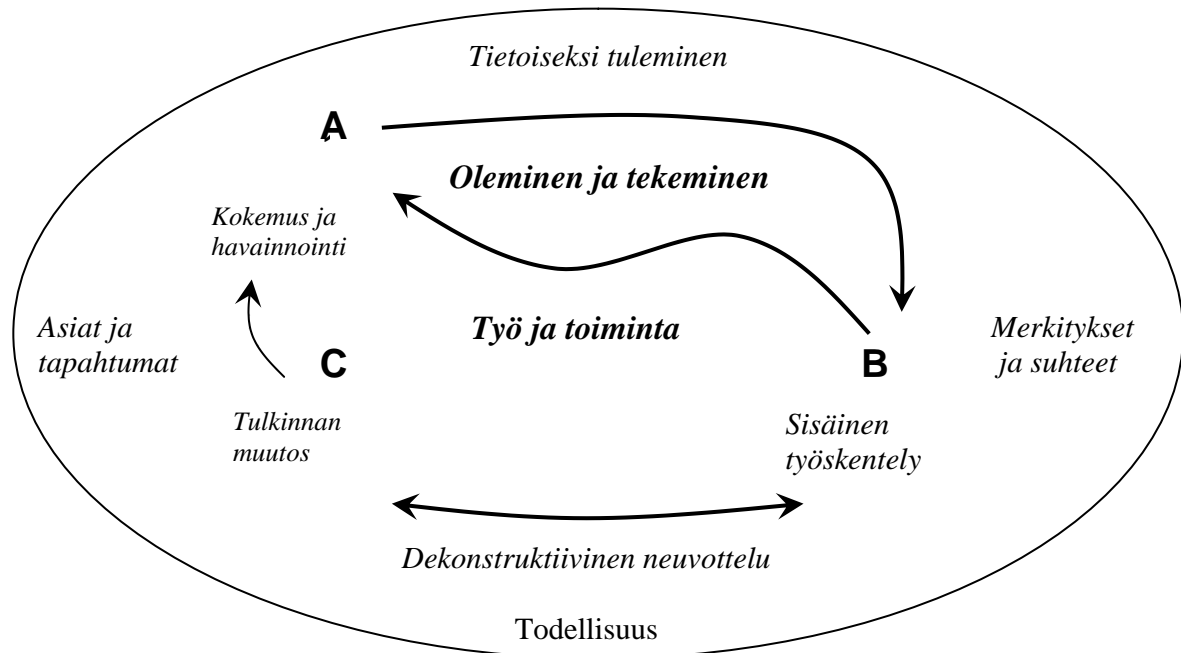 Tietoiseksi tuleminen
A
Oleminen ja tekeminen
Kokemus ja
havainnointi
Asiat ja
tapahtumat
Työ ja toiminta
Merkitykset
ja suhteet
C
B
Tulkinnan
muutos
Sisäinen
työskentely
Dekonstruktiivinen neuvottelu
Todellisuus